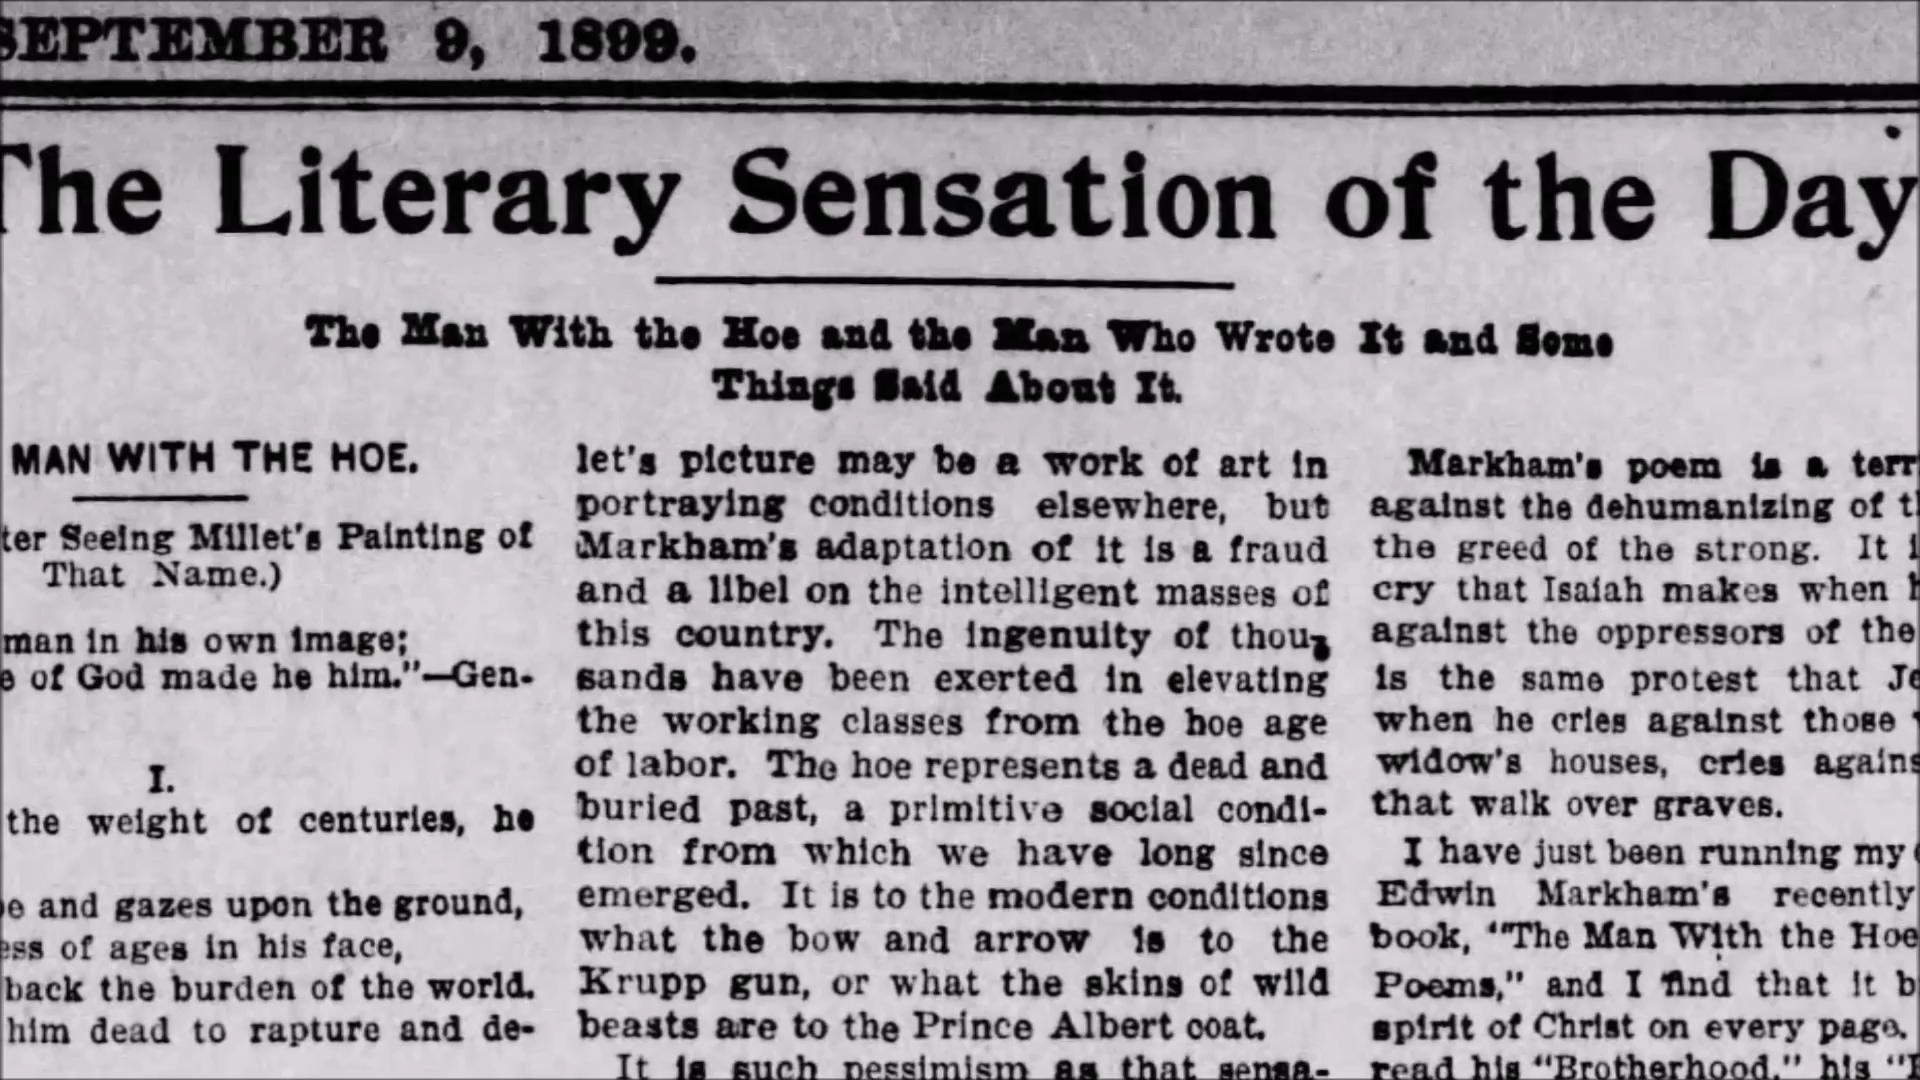 SEPTEMBER 9, 1899.
The Literary Sensation of the Day
The Man With the Hoe and the Man Who Wrote It and Some
Things Said About It.
MAN WITH THE HOE.
ter Seeing Millet's Painting of
That Name.)
man in his own image;
of God made he him."—Gen-
I.
the weight of centuries, he
e and gazes upon the ground,
ess of ages in his face,
back the burden of the world.
him dead to rapture and de-
let's picture may be a work of art in
portraying conditions elsewhere, but
Markham's adaptation of it is a fraud
and a libel on the intelligent masses of
this country. The ingenuity of thou-
sands have been exerted in elevating
the working classes from the hoe age
of labor. The hoe represents a dead and
buried past, a primitive social condi-
tion from which we have long since
emerged. It is to the modern conditions
what the bow and arrow is to the
Krupp gun, or what the skins of wild
beasts are to the Prince Albert coat.
It is such pessimism as that sensa-
Markham's poem is a terr
against the dehumanizing of t
the greed of the strong. It i
cry that Isaiah makes when h
against the oppressors of the
is the same protest that Je
when he cries against those
widow's houses, cries agains
that walk over graves.
I have just been running my
Edwin Markham's recently
book, "The Man With the Hoe
Poems," and I find that it b
spirit of Christ on every page.
read his "Brotherhood," his "